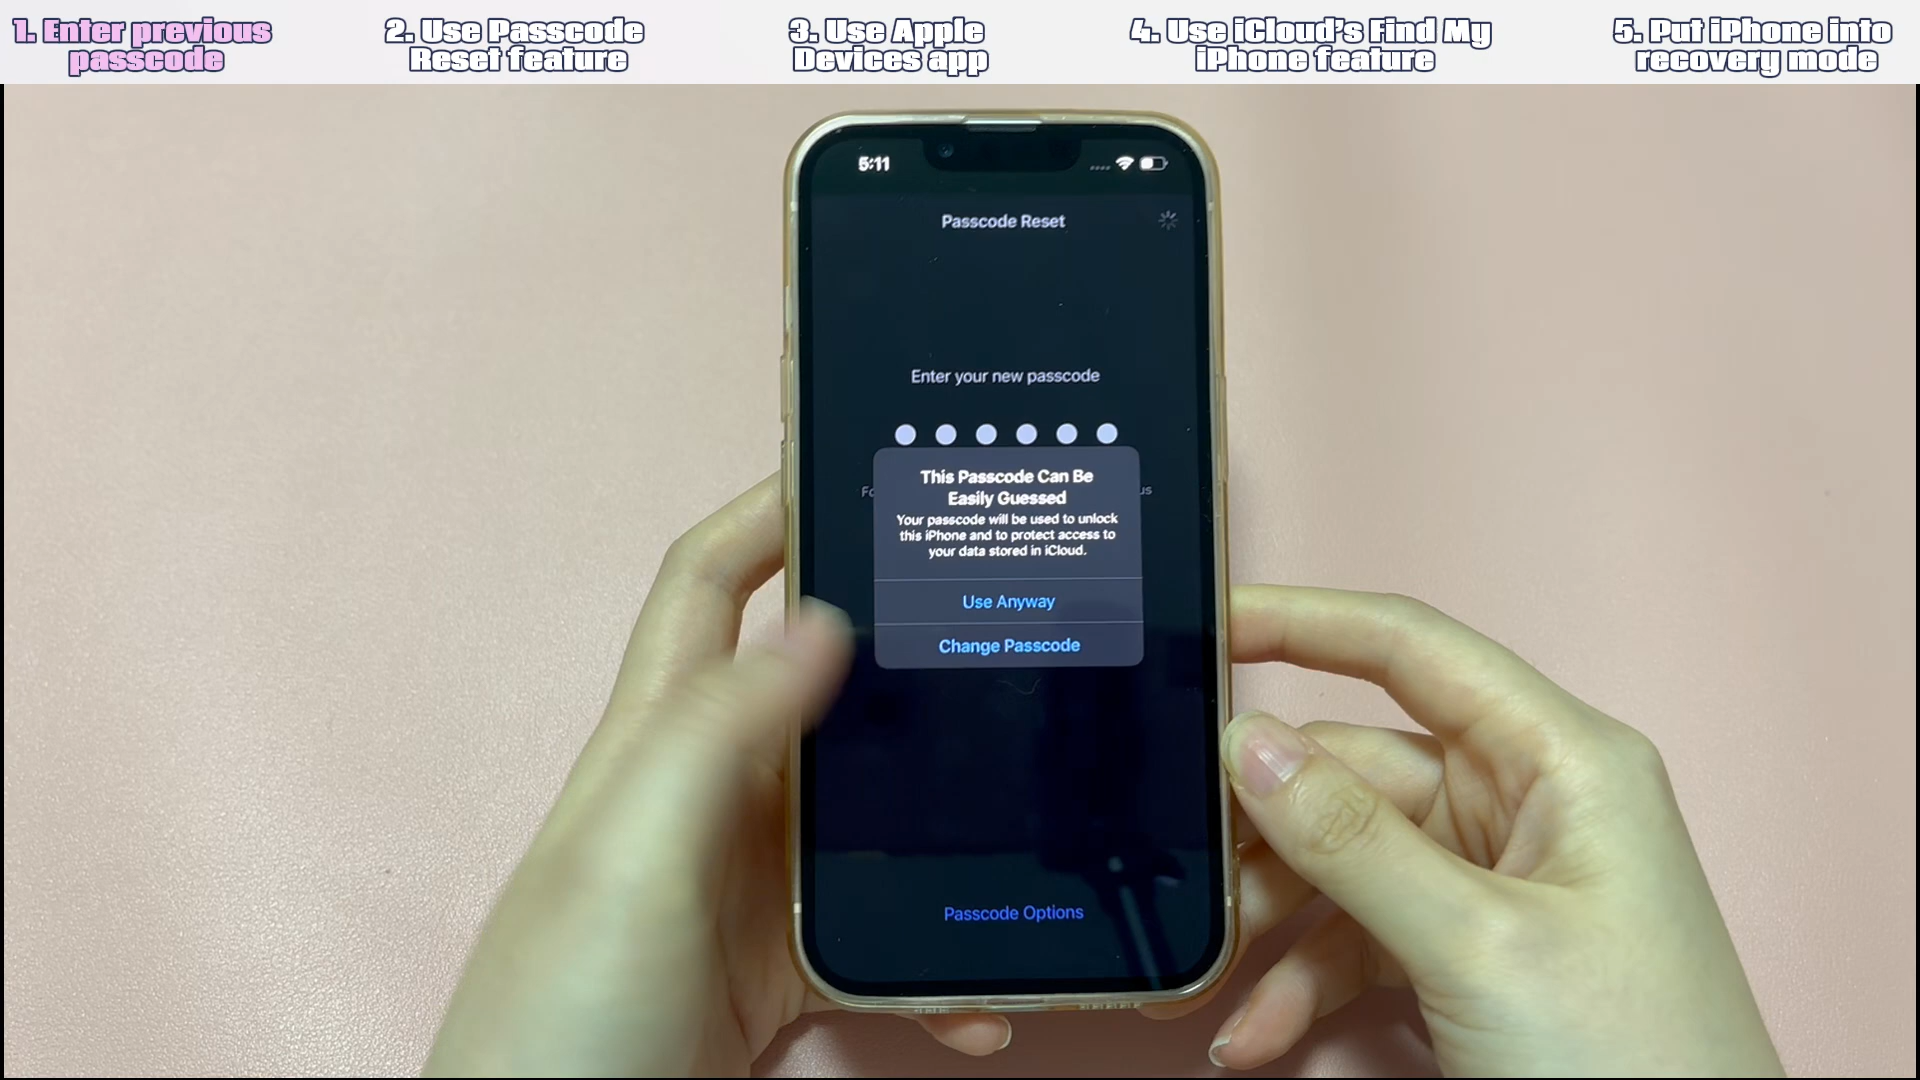 1. Enter previous
passcode
2. Use Passcode
Reset feature
3. Use Apple
Devices app
4. Use iCloud's Find My
iPhone feature
5. Put iPhone into
recovery mode
5:11
Passcode Reset
Enter your new passcode
This Passcode Can Be
Easily Guessed
Your passcode will be used to unlock
this iPhone and to protect access to
your data stored in iCloud.
Use Anyway
Change Passcode
Passcode Options